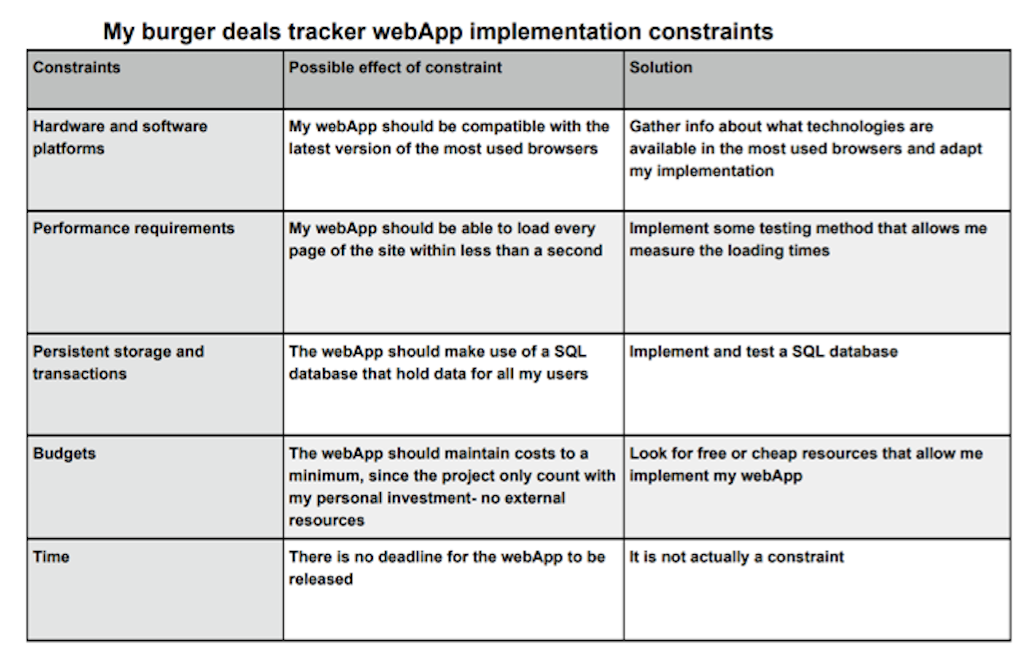 My burger deals tracker webApp implementation constraints
Constraints
Possible effect of constraint
Solution
Hardware and software
platforms
My webApp should be compatible with the
latest version of the most used browsers
Gather info about what technologies are
available in the most used browsers and adapt
my implementation
Performance requirements
My webApp should be able to load every
page of the site within less than a second
Implement some testing method that allows me
measure the loading times
Persistent storage and
transactions
The webApp should make use of a SQL
database that hold data for all my users
Implement and test a SQL database
Budgets
The webApp should maintain costs to a
minimum, since the project only count with
my personal investment- no external
resources
Look for free or cheap resources that allow me
implement my webApp
Time
There is no deadline for the webApp to be
released
It is not actually a constraint